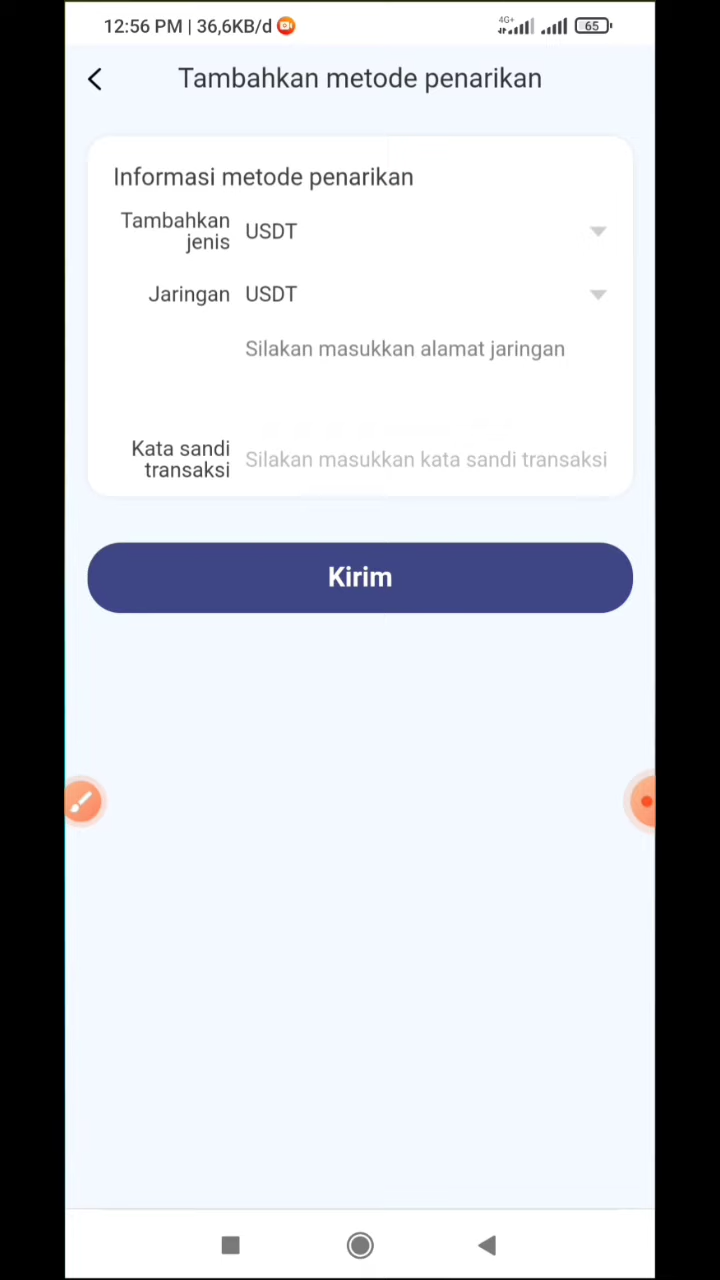 12:56 PM | 36,6KB/d
4G+
65
Tambahkan metode penarikan
Informasi metode penarikan
Tambahkan
jenis
USDT
Jaringan
USDT
Silakan masukkan alamat jaringan
Kata sandi
transaksi
Silakan masukkan kata sandi transaksi
Kirim